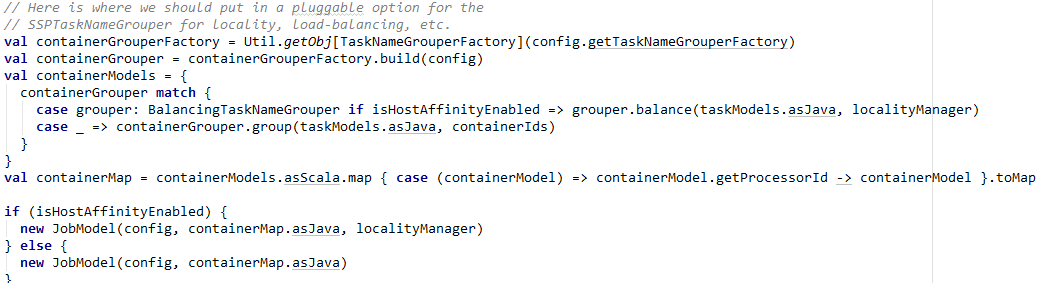 // Here is where we should put in a pluggable option for the
// SSPTaskNameGrouper for locality, load-balancing, etc.
val containerGrouperFactory = Util.getObj[TaskNameGrouperFactory](config.getTaskNameGrouperFactory)
val containerGrouper = containerGrouperFactory.build(config)
val containerModels = {
  containerGrouper match {
    case grouper: BalancingTaskNameGrouper if isHostAffinityEnabled => grouper.balance(taskModels.asJava, localityManager)
    case _ => containerGrouper.group(taskModels.asJava, containerIds)
  }
}
val containerMap = containerModels.asScala.map { case (containerModel) => containerModel.getProcessorId -> containerModel }.toMap

if (isHostAffinityEnabled) {
  new JobModel(config, containerMap.asJava, localityManager)
} else {
  new JobModel(config, containerMap.asJava)
}